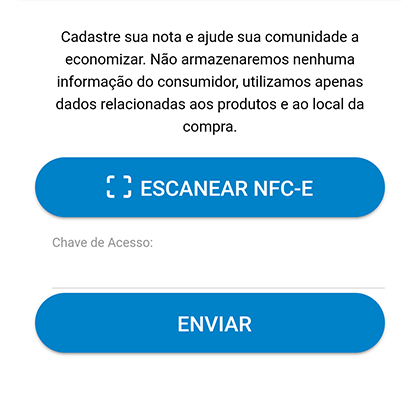 Cadastre sua nota e ajude sua comunidade a
economizar. Não armazenaremos nenhuma
informação do consumidor, utilizamos apenas
dados relacionadas aos produtos e ao local da
compra.
ESCANEAR NFC-E
Chave de Acesso:
ENVIAR